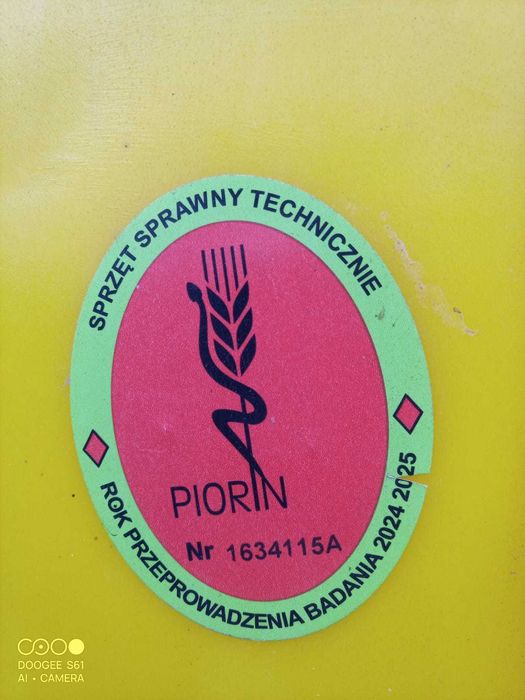 SPRZĘT SPRAWNY TECHNICZNIE
PIORIN
Nr 1634115A
ROK PRZEPROWADZENIA BADANIA 2024 2025
DOOGEE S61
AI • CAMERA